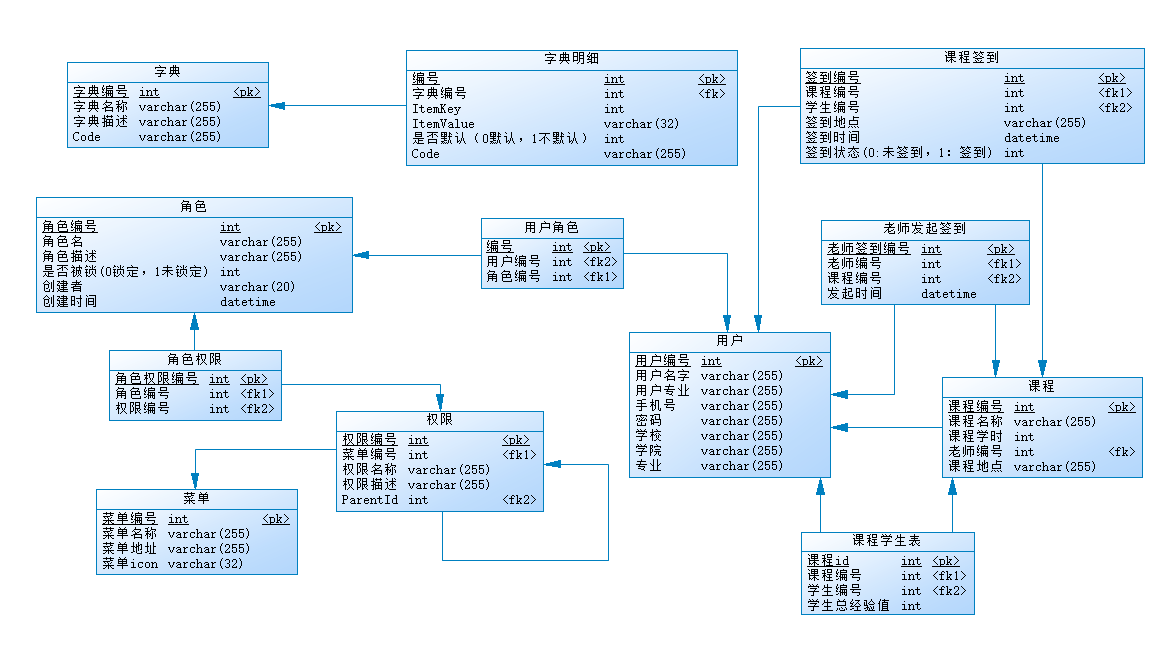 字典
字典编号 int <pk>
字典名称 varchar(255)
字典描述 varchar(255)
Code varchar(255)
字典明细
编号 int <pk>
字典编号 int <fk>
ItemKey int
ItemValue varchar(32)
是否默认（0默认，1不默认） int
Code varchar(255)
课程签到
签到编号 int <pk>
课程编号 int <fk1>
学生编号 int <fk2>
签到地点 varchar(255)
签到时间 datetime
签到状态(0:未签到，1：签到) int
角色
角色编号 int <pk>
角色名 varchar(255)
角色描述 varchar(255)
是否被锁(0锁定，1未锁定) int
创建者 varchar(20)
创建时间 datetime
用户角色
编号 int <pk>
用户编号 int <fk2>
角色编号 int <fk1>
老师发起签到
老师签到编号 int <pk>
老师编号 int <fk1>
课程编号 int <fk2>
发起时间 datetime
角色权限
角色权限编号 int <pk>
角色编号 int <fk1>
权限编号 int <fk2>
用户
用户编号 int <pk>
用户名字 varchar(255)
用户专业 varchar(255)
手机号 varchar(255)
密码 varchar(255)
学校 varchar(255)
学院 varchar(255)
专业 varchar(255)
课程
课程编号 int <pk>
课程名称 varchar(255)
课程学时 int
老师编号 int <fk>
课程地点 varchar(255)
权限
权限编号 int <pk>
菜单编号 int <fk1>
权限名称 varchar(255)
权限描述 varchar(255)
ParentId int <fk2>
菜单
菜单编号 int <pk>
菜单名称 varchar(255)
菜单地址 varchar(255)
菜单icon varchar(32)
课程学生表
课程id int <pk>
课程编号 int <fk1>
学生编号 int <fk2>
学生总经验值 int